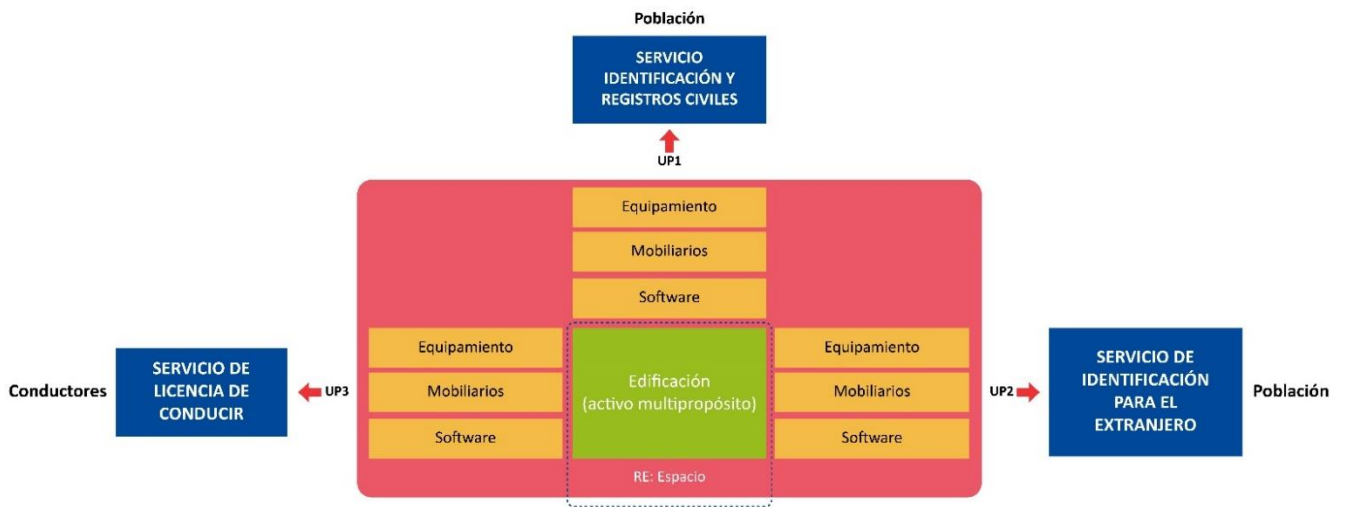 Población
SERVICIO
IDENTIFICACIÓN Y
REGISTROS CIVILES
UP1
Equipamiento
Mobiliarios
Software
Conductores
SERVICIO DE
LICENCIA DE
CONDUCIR
UP3
Equipamiento
Mobiliarios
Software
Edificación
(activo multipropósito)
RE: Espacio
Equipamiento
Mobiliarios
Software
UP2
SERVICIO DE
IDENTIFICACIÓN
PARA EL
EXTRANJERO
Población